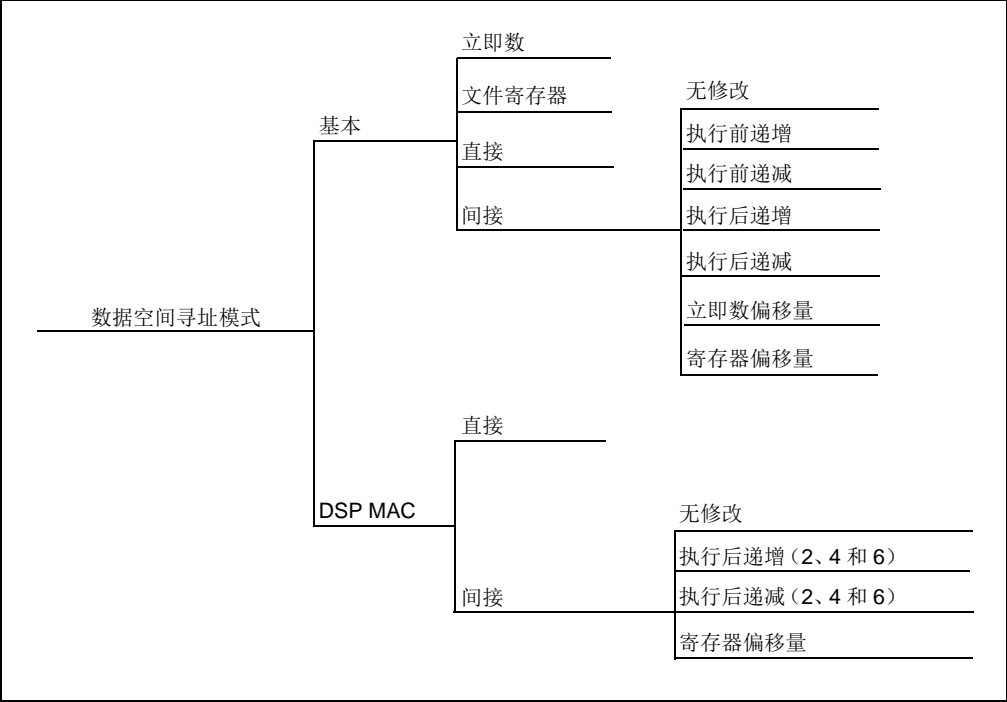 立即数
文件寄存器
无修改
基本
执行前递增
直接
执行前递减
间接
执行后递增
执行后递减
数据空间寻址模式
立即数偏移量
寄存器偏移量
直接
DSP MAC
无修改
执行后递增（2、4 和 6）
间接
执行后递减（2、4 和 6）
寄存器偏移量